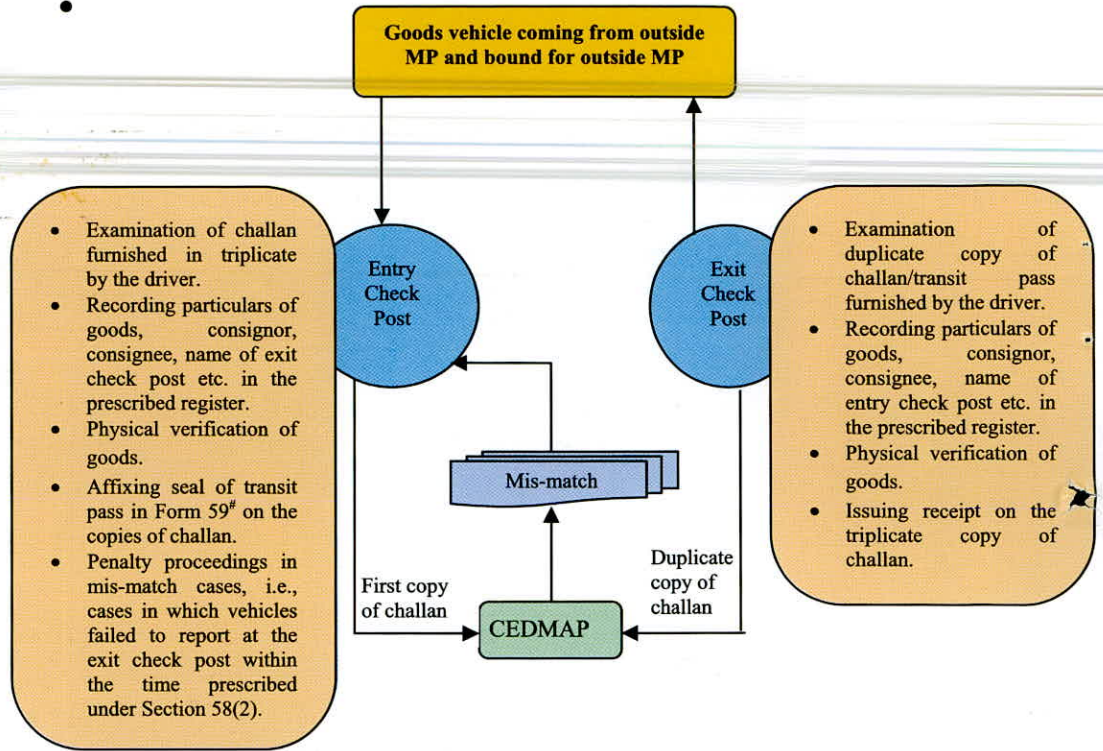 •
Goods vehicle coming from outside
MP and bound for outside MP
• Examination of challan
furnished in triplicate
by the driver.
• Recording particulars of
goods, consignor,
consignee, name of exit
check post etc. in the
prescribed register.
• Physical verification of
goods.
• Affixing seal of transit
pass in Form 59# on the
copies of challan.
• Penalty proceedings in
mis-match cases, i.e.,
cases in which vehicles
failed to report at the
exit check post within
the time prescribed
under Section 58(2).
Entry
Check
Post
Exit
Check
Post
• Examination of
duplicate copy of
challan/transit pass
furnished by the driver.
• Recording particulars of
goods, consignor,
consignee, name of
entry check post etc. in
the prescribed register.
• Physical verification of
goods.
• Issuing receipt on the
triplicate copy of
challan.
Mis-match
First copy
of challan
Duplicate
copy of
challan
CEDMAP